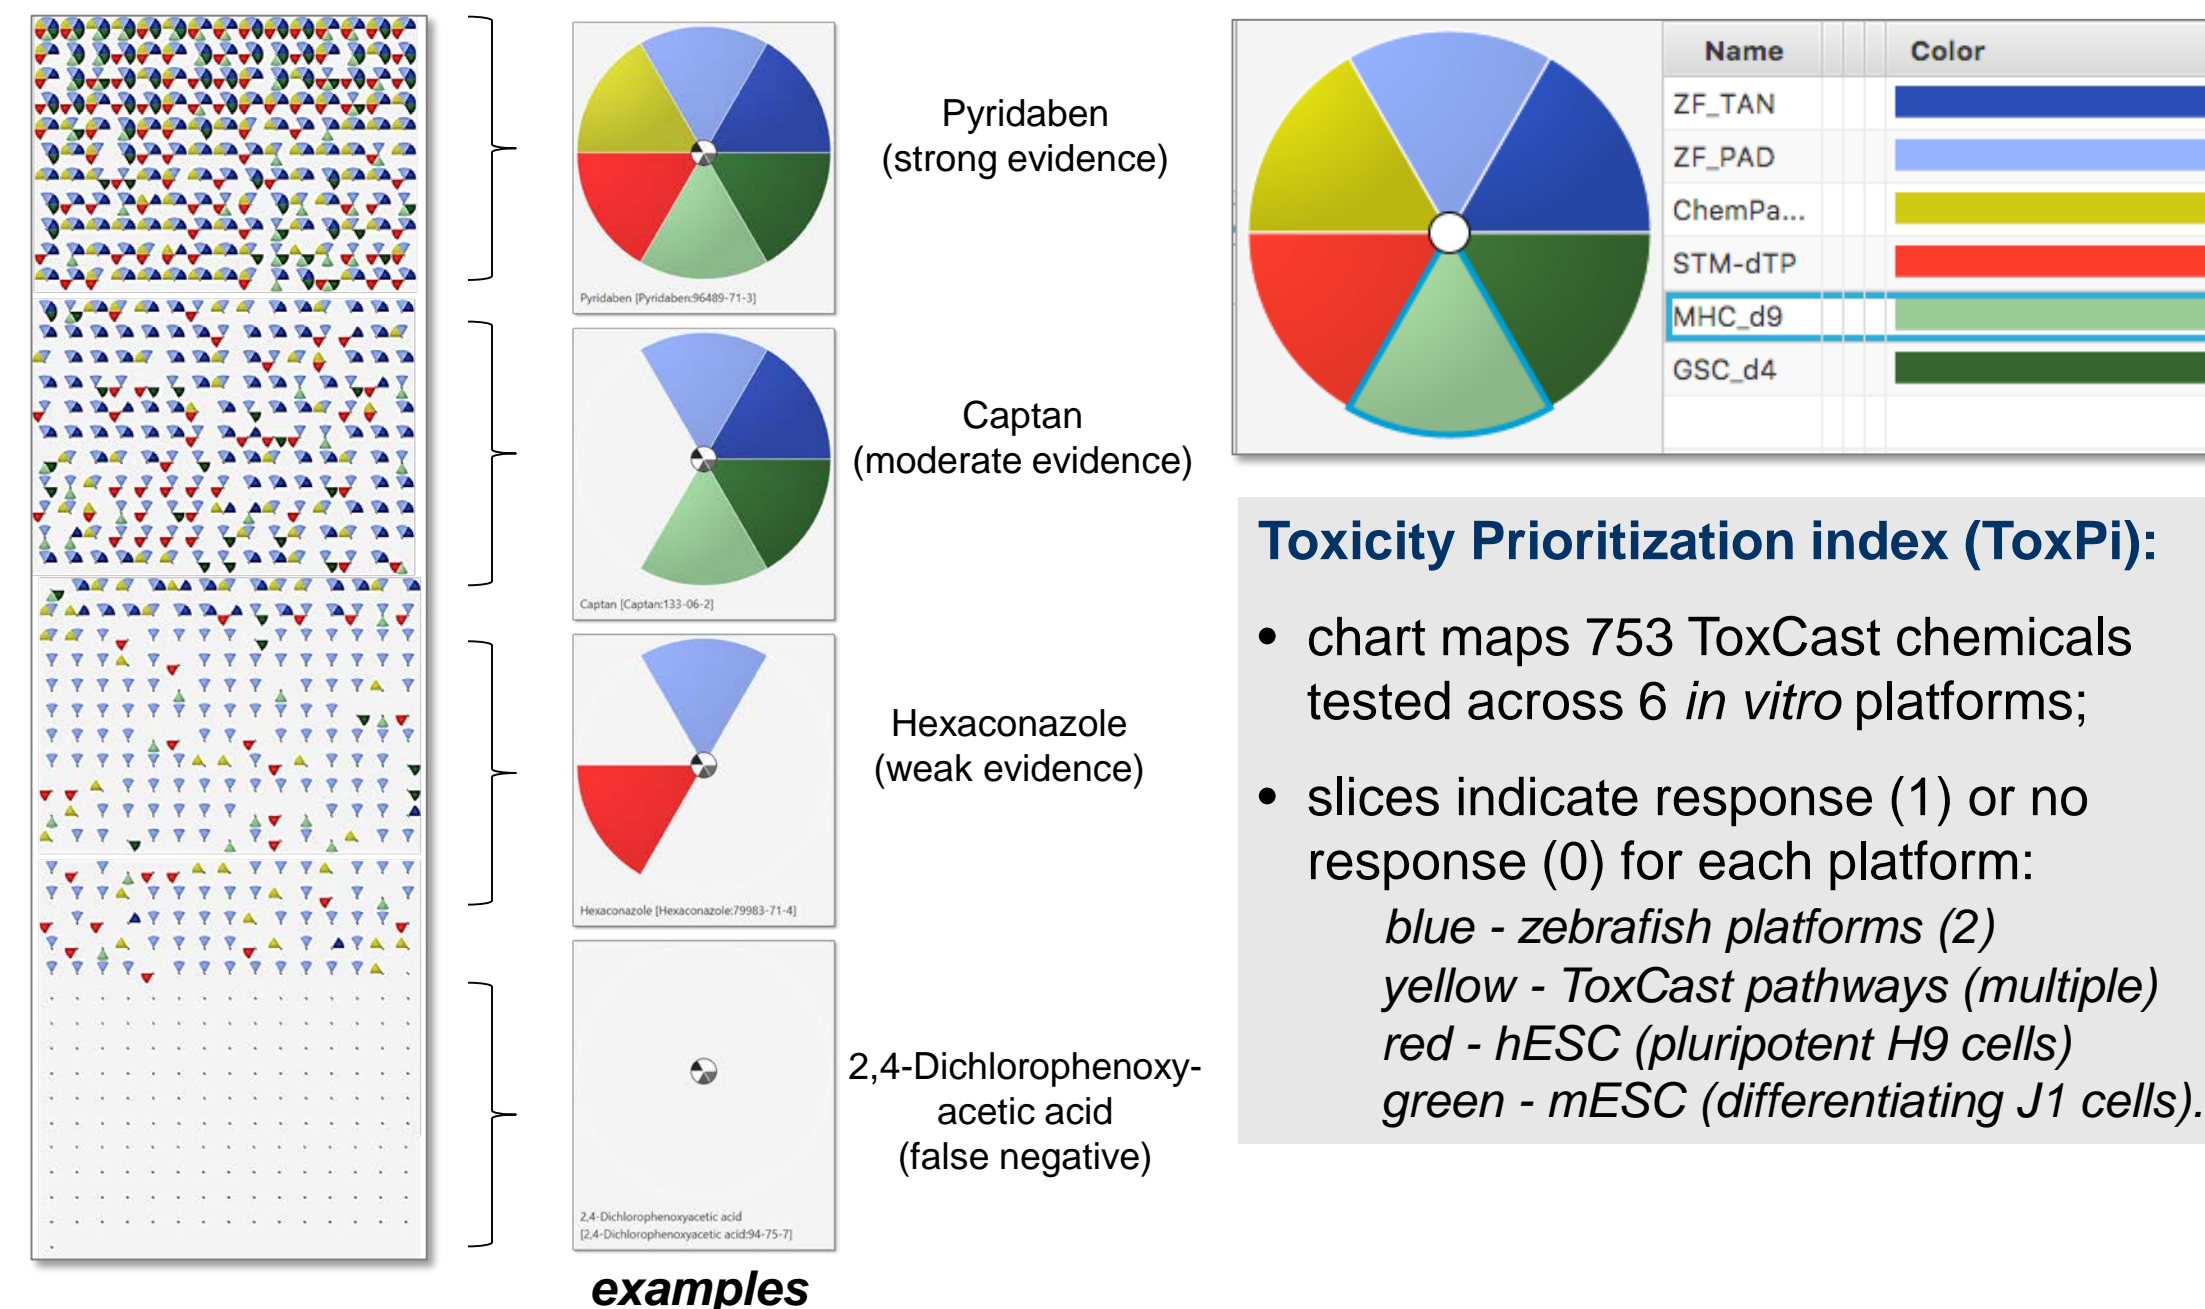 Pyridaben
(strong evidence)
Pyridaben [Pyridaben:96489-71-3]
Captan
(moderate evidence)
Captan [Captan:133-06-2]
Hexaconazole
(weak evidence)
Hexaconazole [Hexaconazole:79983-71-4]
2,4-Dichlorophenoxy-
acetic acid
(false negative)
2,4-Dichlorophenoxyacetic acid
[2,4-Dichlorophenoxyacetic acid:94-75-7]
examples
Name Color
ZF_TAN
ZF_PAD
ChemPa...
STM-dTP
MHC_d9
GSC_d4
Toxicity Prioritization index (ToxPi):
• chart maps 753 ToxCast chemicals
tested across 6 in vitro platforms;
• slices indicate response (1) or no
response (0) for each platform:
blue - zebrafish platforms (2)
yellow - ToxCast pathways (multiple)
red - hESC (pluripotent H9 cells)
green - mESC (differentiating J1 cells).